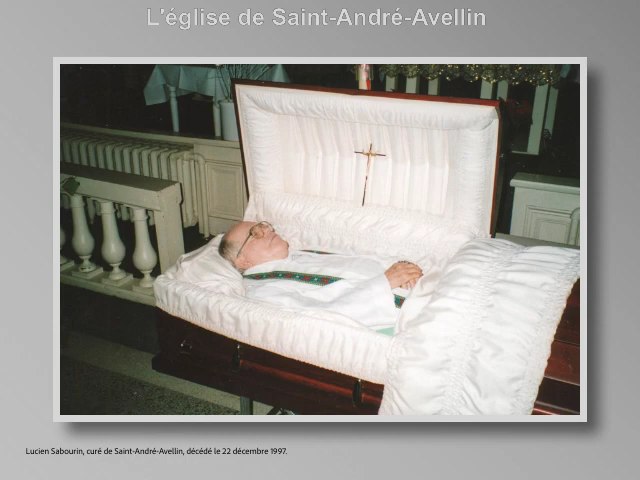 L'église de Saint-André-Avellin
Lucien Sabourin, curé de Saint-André-Avellin, décédé le 22 décembre 1997.